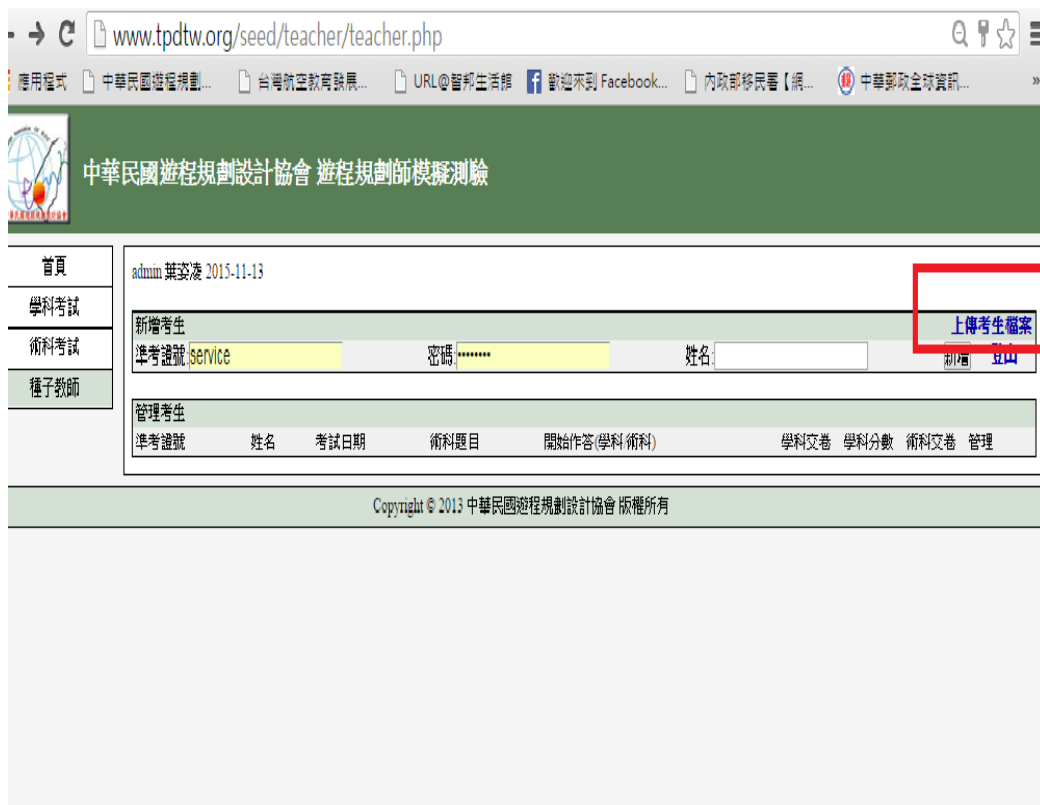 www.tpdtw.org/seed/teacher/teacher.php
應用程式 中華民國遊程規劃... 台灣航空教育發展... URL@智邦生活館 歡迎來到 Facebook... 內政部移民署【網... 中華郵政全球資訊... »
中華民國遊程規劃設計協會 遊程規劃師模擬測驗
首頁
學科考試
術科考試
種子教師
admin 葉姿凌 2015-11-13
新增考生 上傳考生檔案
準考證號:service 密碼:•••••••• 姓名: 新增 登出
管理考生
準考證號 姓名 考試日期 術科題目 開始作答(學科/術科) 學科交卷 學科分數 術科交卷 管理
Copyright © 2013 中華民國遊程規劃設計協會 版權所有